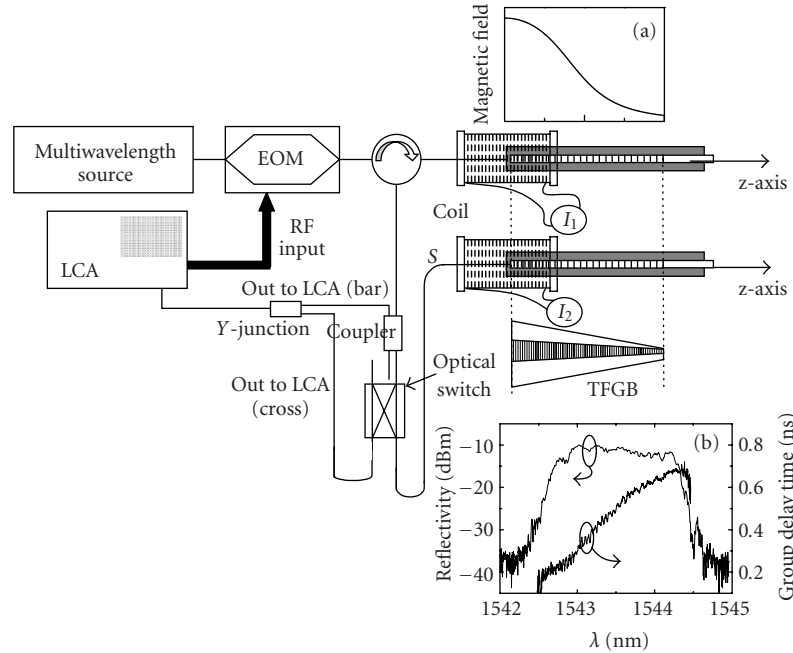 Magnetic field
(a)
Multiwavelength
source
EOM
z-axis
Coil
I1
LCA
RF
input
S
z-axis
Out to LCA (bar)
I2
Y-junction
Coupler
Optical
switch
Out to LCA
(cross)
TFGB
(b)
Reflectivity (dBm)
−10
−20
−30
−40
0.8
0.6
0.4
0.2
Group delay time (ns)
1542
1543
1544
1545
λ (nm)